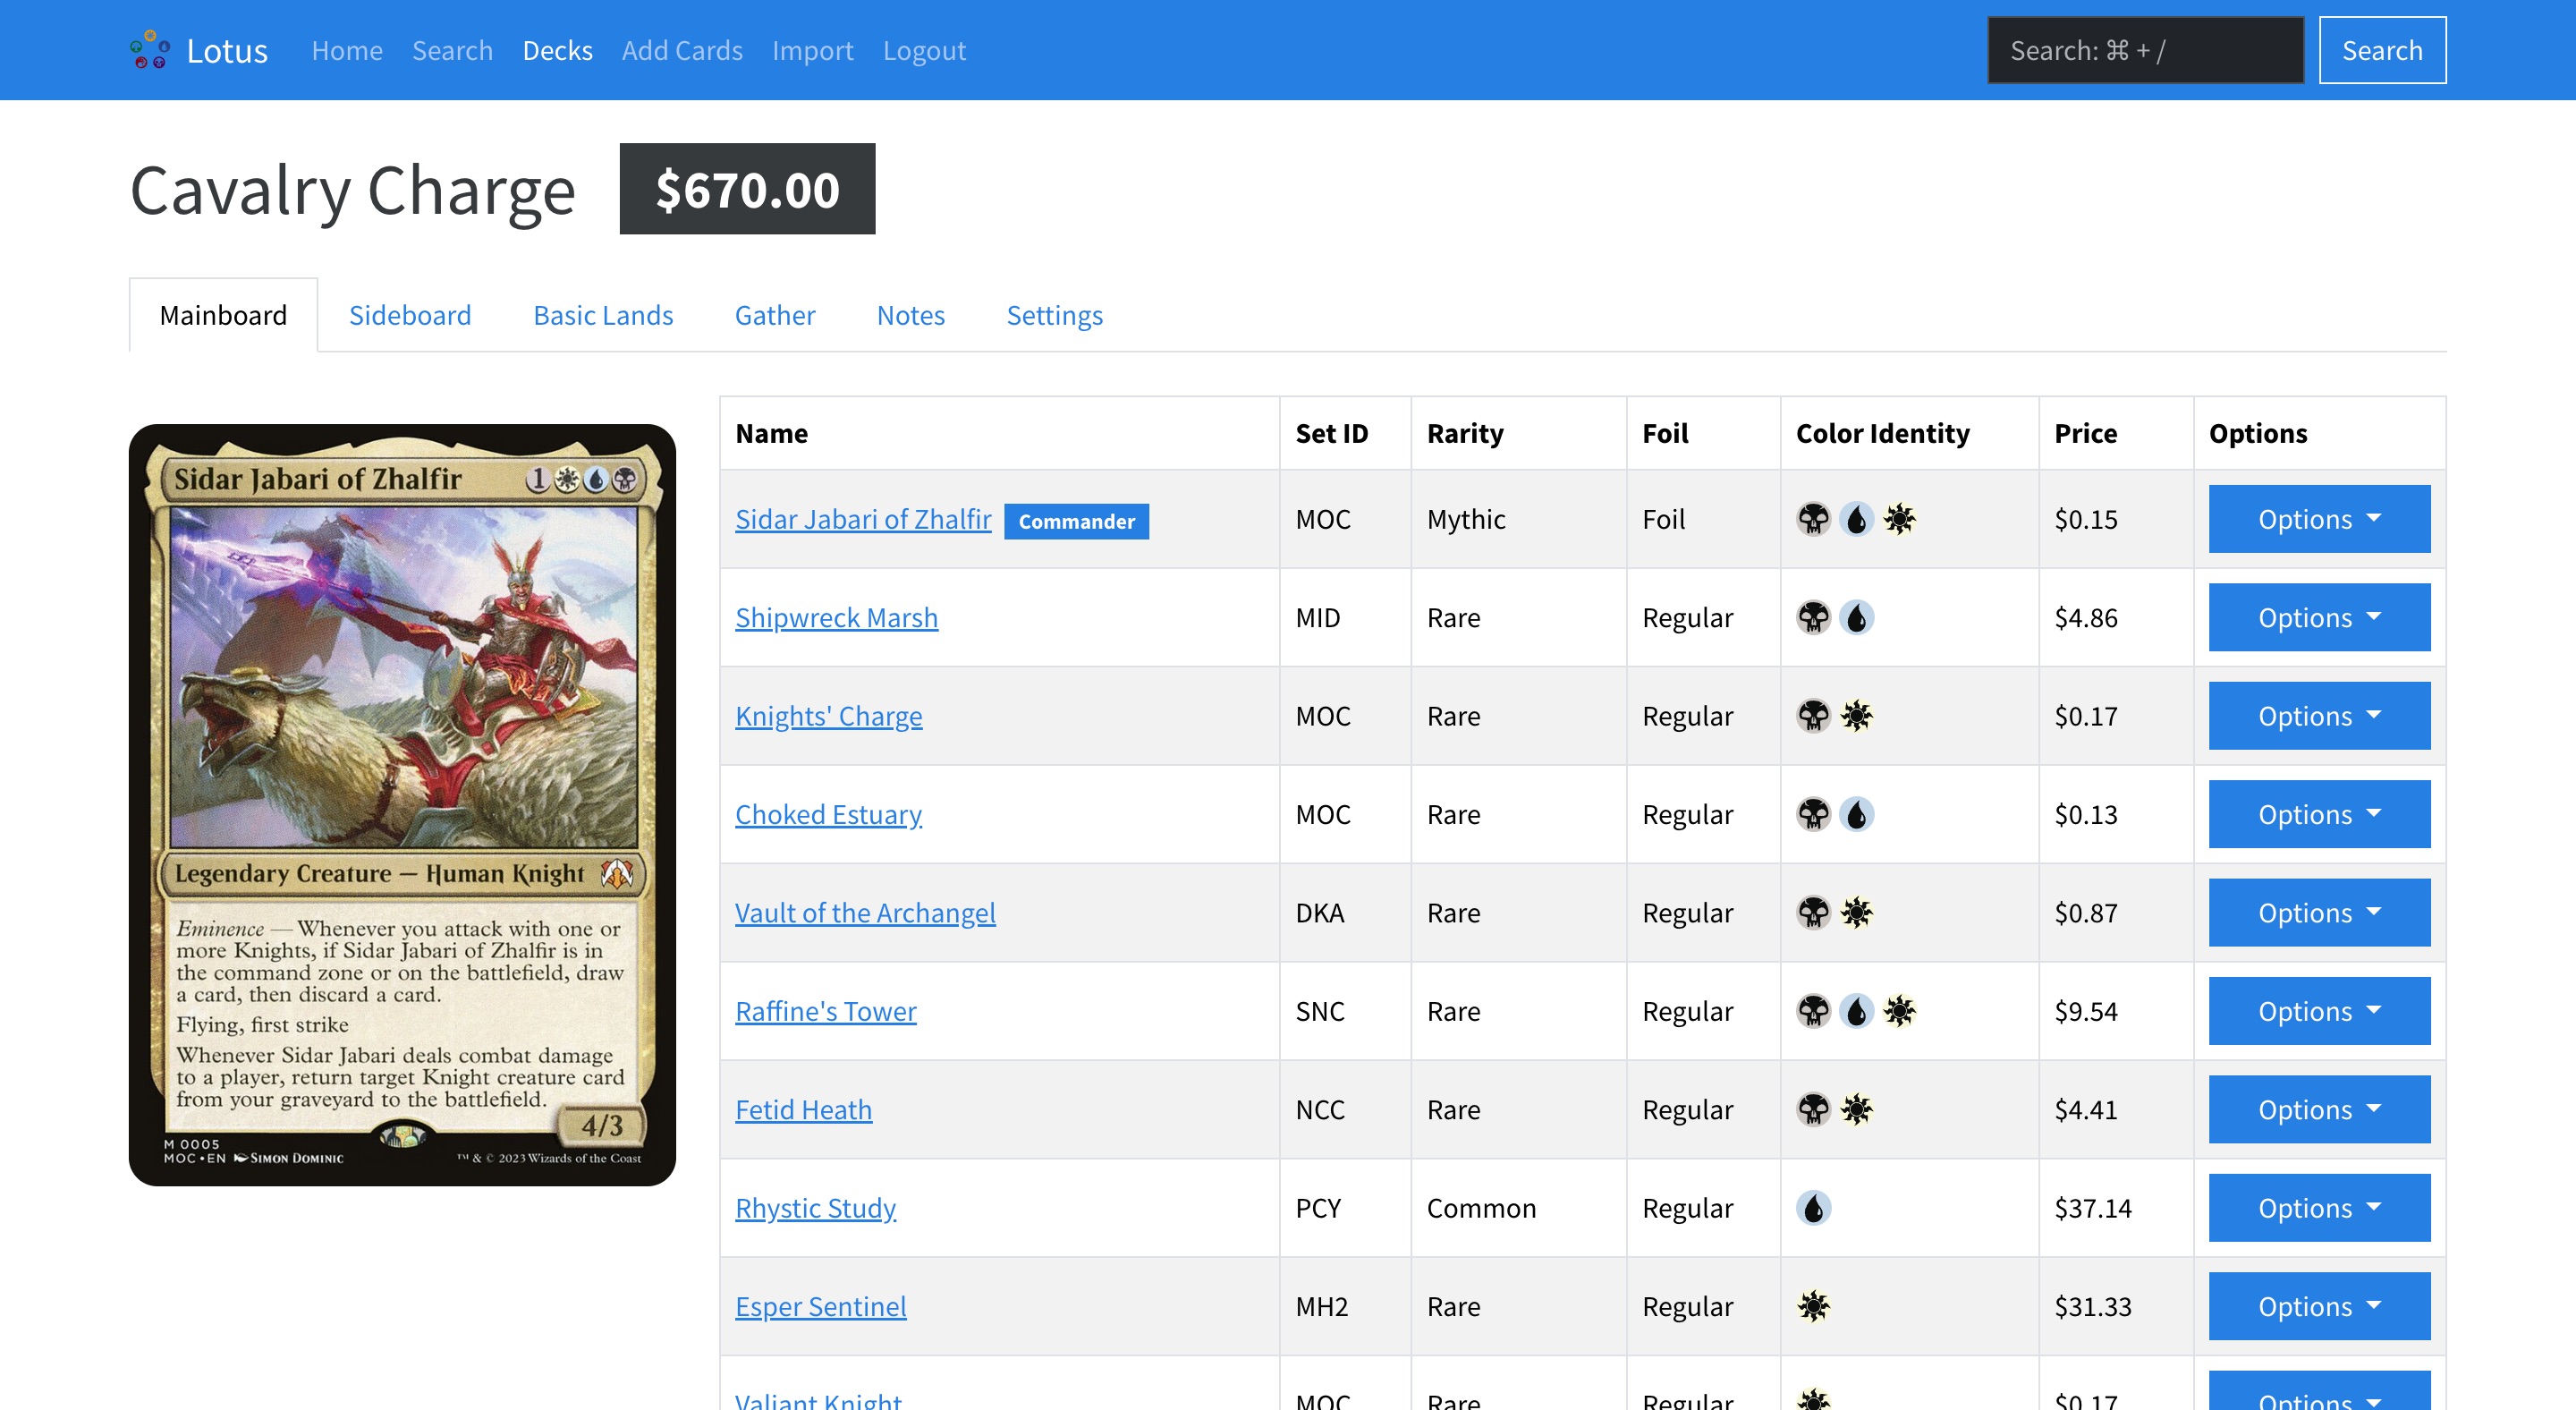 Lotus Home Search Decks Add Cards Import Logout Search: ⌘ + / Search
Cavalry Charge $670.00
Mainboard Sideboard Basic Lands Gather Notes Settings
Sidar Jabari of Zhalfir 1
Legendary Creature — Human Knight
Eminence — Whenever you attack with one or
more Knights, if Sidar Jabari of Zhalfir is in
the command zone or on the battlefield, draw
a card, then discard a card.
Flying, first strike
Whenever Sidar Jabari deals combat damage
to a player, return target Knight creature card
from your graveyard to the battlefield.
4/3
M 0005
MOC • EN SIMON DOMINIC ™ & © 2023 Wizards of the Coast
Name Set ID Rarity Foil Color Identity Price Options
Sidar Jabari of Zhalfir Commander MOC Mythic Foil $0.15 Options
Shipwreck Marsh MID Rare Regular $4.86 Options
Knights' Charge MOC Rare Regular $0.17 Options
Choked Estuary MOC Rare Regular $0.13 Options
Vault of the Archangel DKA Rare Regular $0.87 Options
Raffine's Tower SNC Rare Regular $9.54 Options
Fetid Heath NCC Rare Regular $4.41 Options
Rhystic Study PCY Common Regular $37.14 Options
Esper Sentinel MH2 Rare Regular $31.33 Options
Valiant Knight MOC Rare Regular $0.17 Options